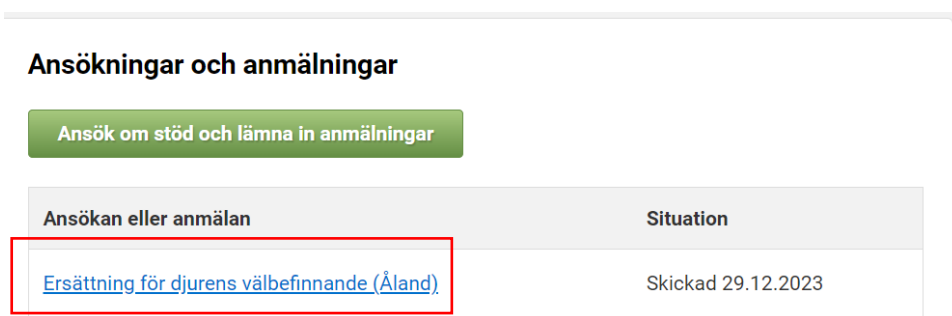 Ansökningar och anmälningar
Ansök om stöd och lämna in anmälningar
Ansökan eller anmälan Situation
Ersättning för djurens välbefinnande (Åland) Skickad 29.12.2023